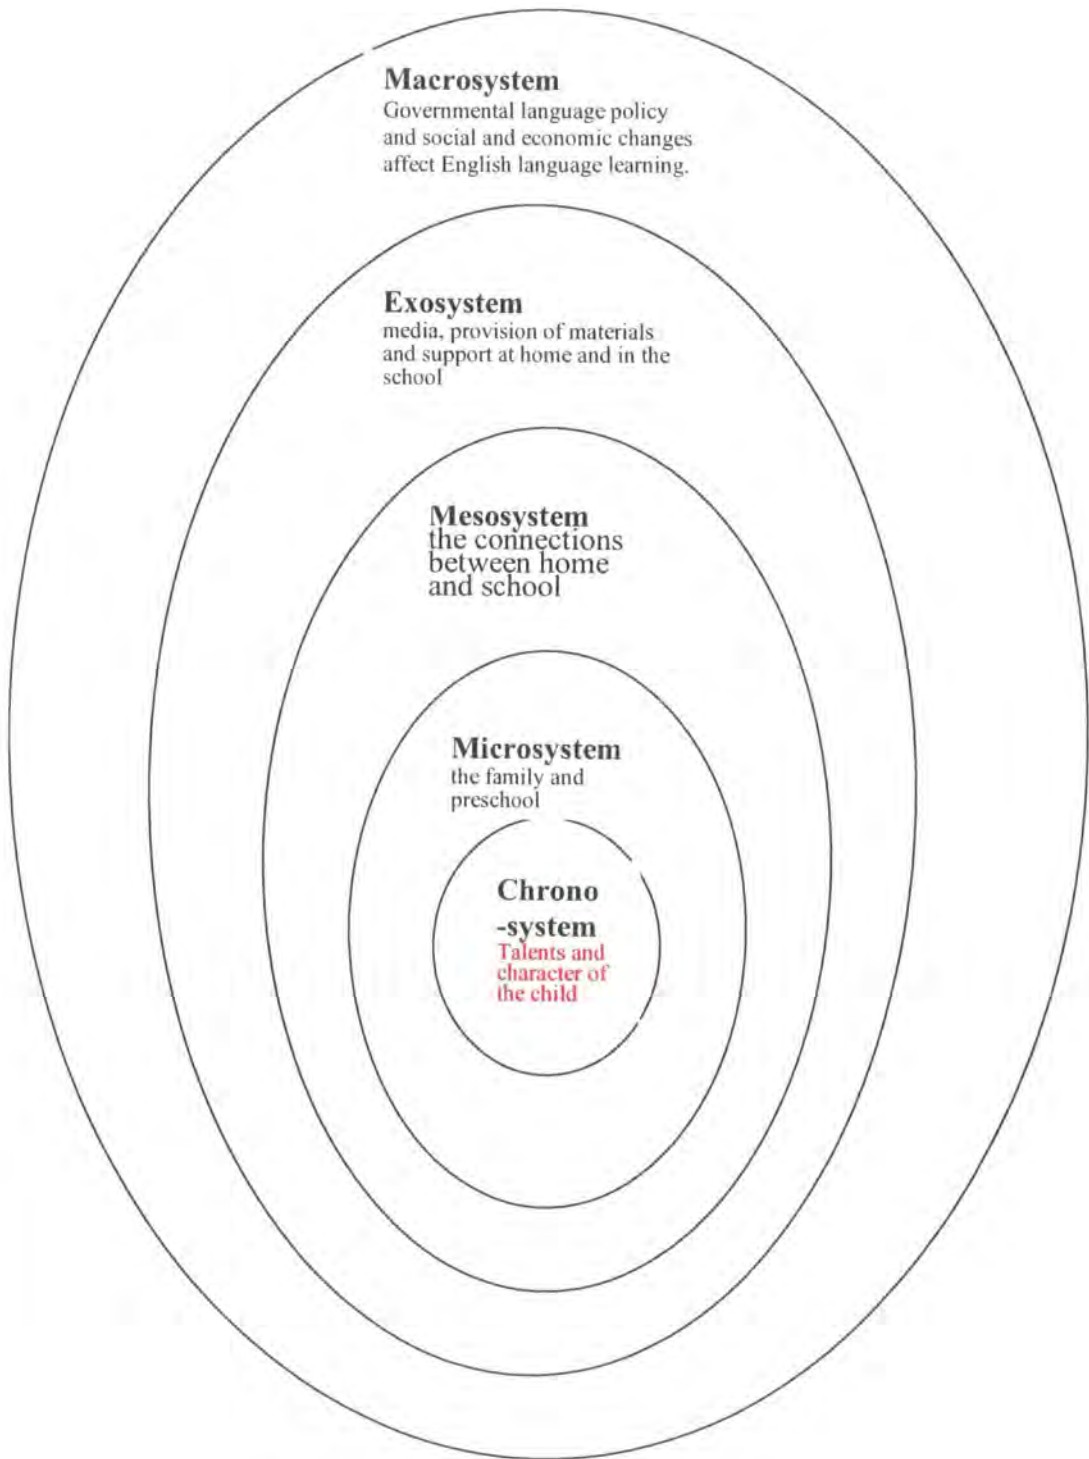 Macrosystem
Governmental language policy
and social and economic changes
affect English language learning.
Exosystem
media, provision of materials
and support at home and in the
school
Mesosystem
the connections
between home
and school
Microsystem
the family and
preschool
Chrono
-system
Talents and
character of
the child